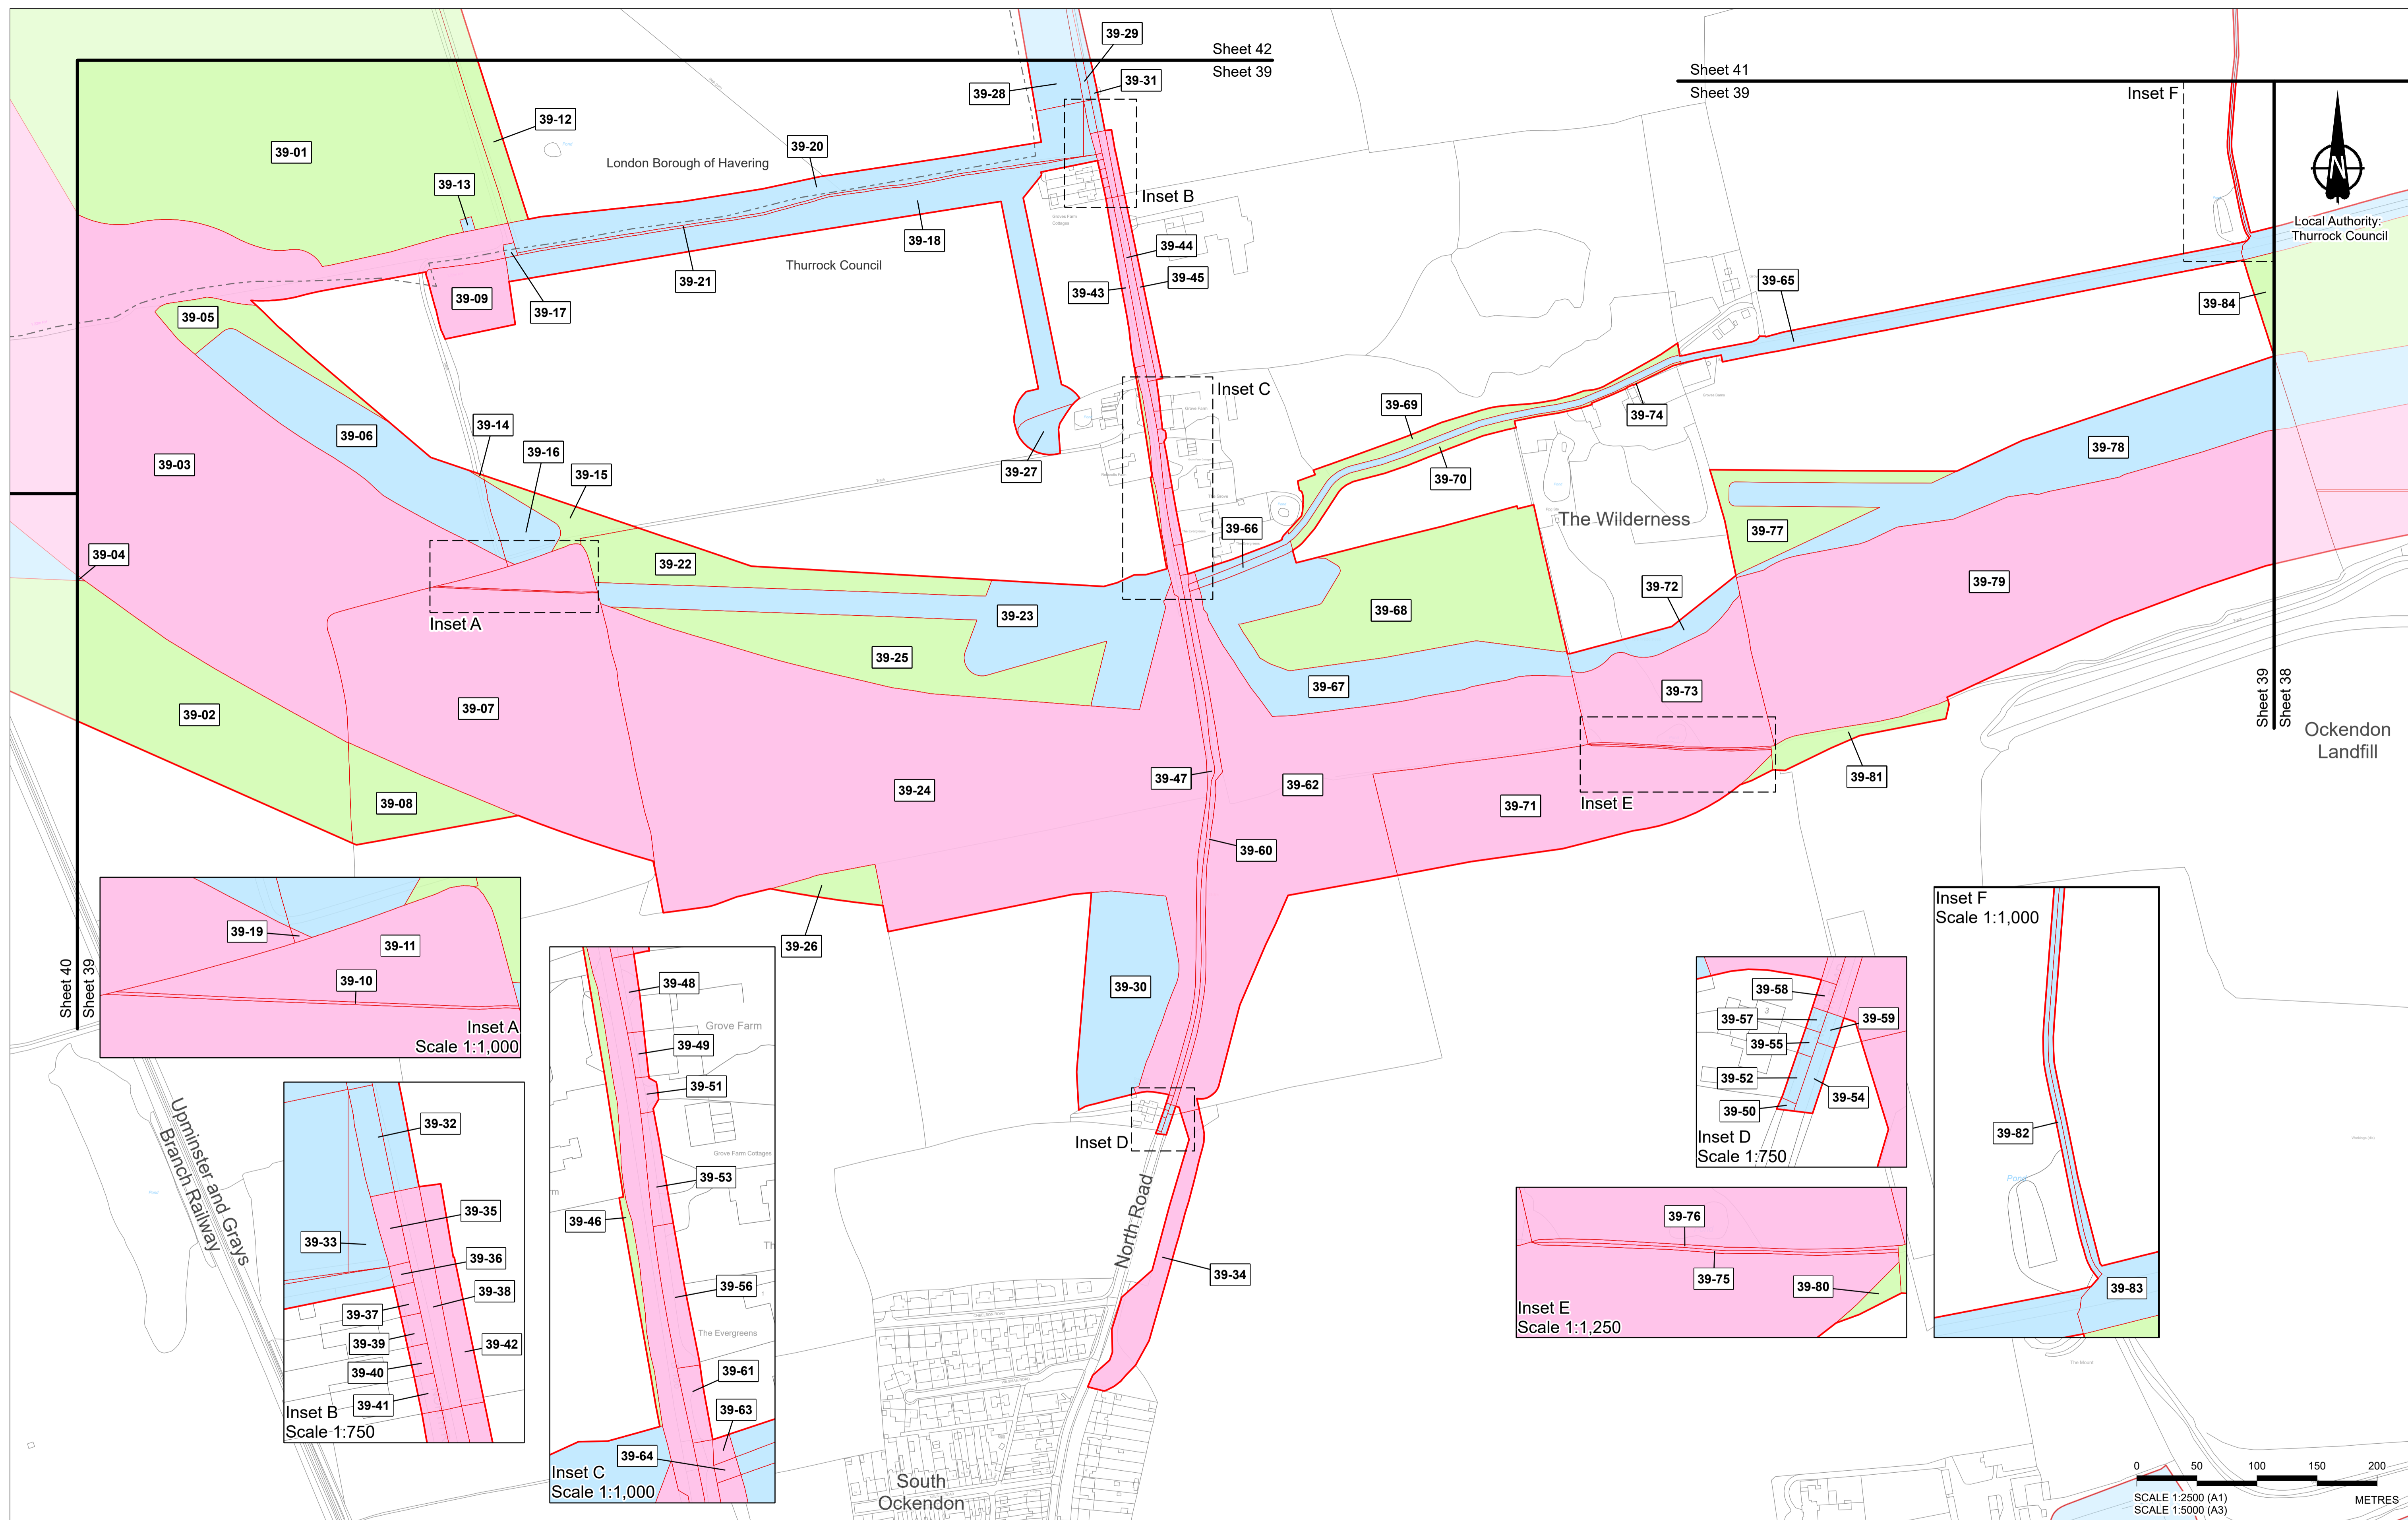 Sheet 42
Sheet 39
Sheet 41
Sheet 39
Inset F
39-29
39-28
39-31
39-12
39-01
39-20
London Borough of Havering
Pond
39-13
Inset B
Local Authority:
Thurrock Council
N
39-18
Thurrock Council
39-21
39-44
39-45
39-43
39-09
39-17
39-65
39-84
39-05
Inset C
Grove Farm
39-69
39-74
39-06
39-14
39-16
39-15
39-03
39-27
39-70
39-78
39-66
The Wilderness
39-77
39-04
39-22
39-72
39-79
Inset A
39-23
39-68
39-25
39-67
39-73
39-02
39-07
Sheet 39
Sheet 38
Ockendon
Landfill
39-47
39-62
39-24
39-08
Inset E
39-71
39-81
39-60
39-26
39-30
Sheet 40
Sheet 39
39-19
39-11
39-10
Inset A
Scale 1:1,000
Inset D
North Road
39-34
Upminster and Grays
Branch Railway
Pond
39-32
39-35
39-33
39-36
39-38
39-37
39-39
39-42
39-40
39-41
Inset B
Scale 1:750
39-48
Grove Farm
39-49
39-51
Grove Farm Cottages
39-53
39-46
Th
39-56
The Evergreens
39-61
39-63
39-64
Inset C
Scale 1:1,000
39-58
3
39-57
39-59
39-55
39-52
39-54
39-50
Inset D
Scale 1:750
39-76
39-75
39-80
Inset E
Scale 1:1,250
Inset F
Scale 1:1,000
39-82
Pond
39-83
The Mount
South
Ockendon
0 50 100 150 200
METRES
SCALE 1:2500 (A1)
SCALE 1:5000 (A3)